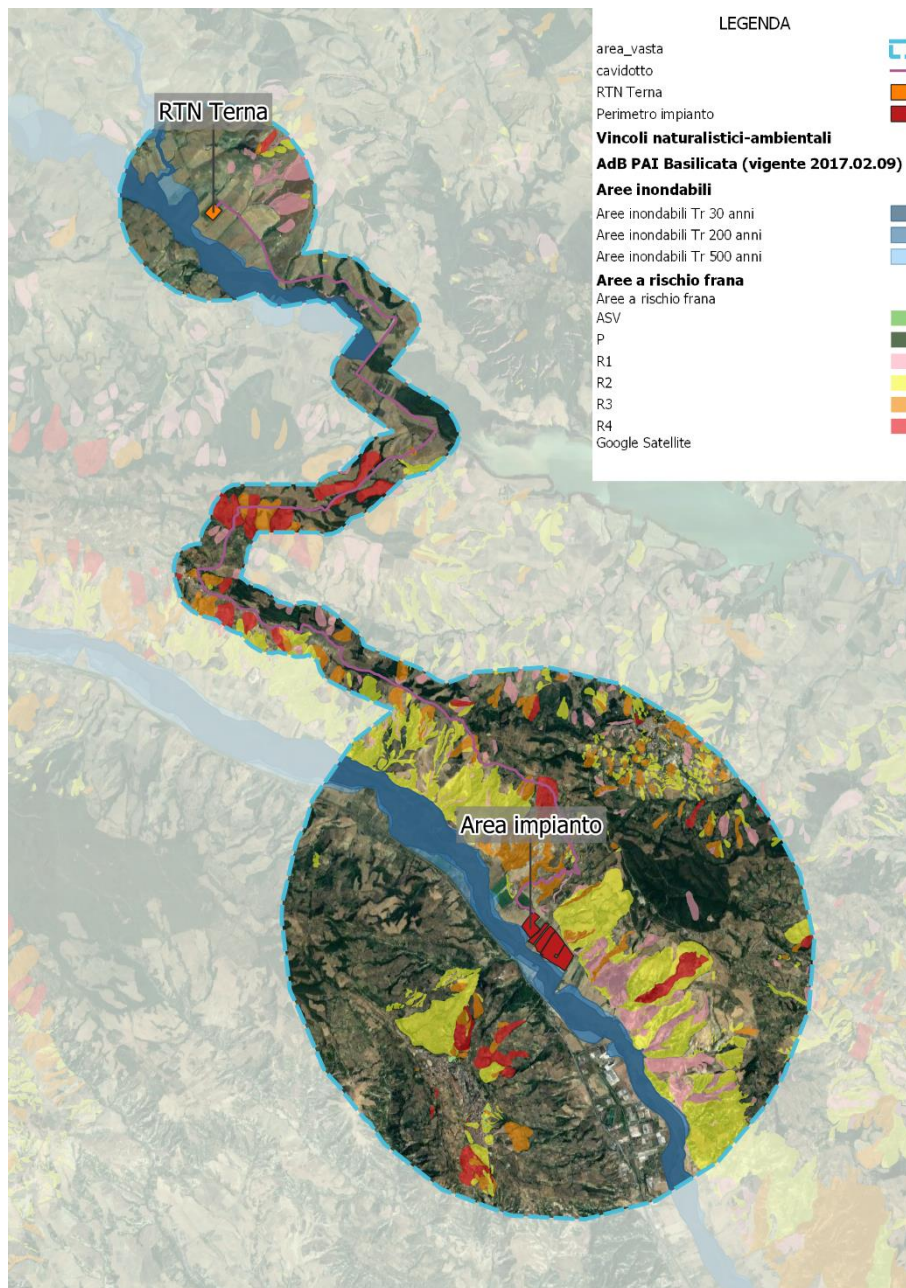 LEGENDA
area_vasta
cavidotto
RTN Terna
Perimetro impianto
Vincoli naturalistici-ambientali
AdB PAI Basilicata (vigente 2017.02.09)
Aree inondabili
Aree inondabili Tr 30 anni
Aree inondabili Tr 200 anni
Aree inondabili Tr 500 anni
Aree a rischio frana
Aree a rischio frana
ASV
P
R1
R2
R3
R4
Google Satellite
RTN Terna
Area impianto